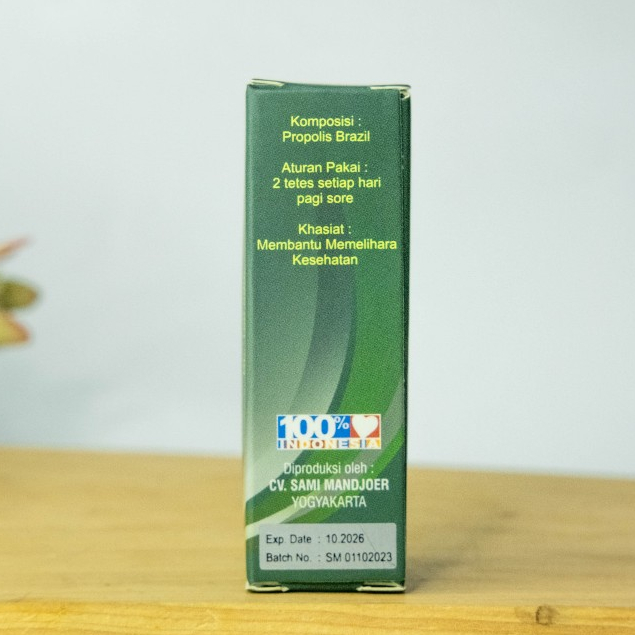 Komposisi :
Propolis Brazil
Aturan Pakai :
2 tetes setiap hari
pagi sore
Khasiat :
Membantu Memelihara
Kesehatan
100%
INDONESIA
Diproduksi oleh :
CV. SAMI MANDJOER
YOGYAKARTA
Exp. Date : 10.2026
Batch No. : SM 01102023